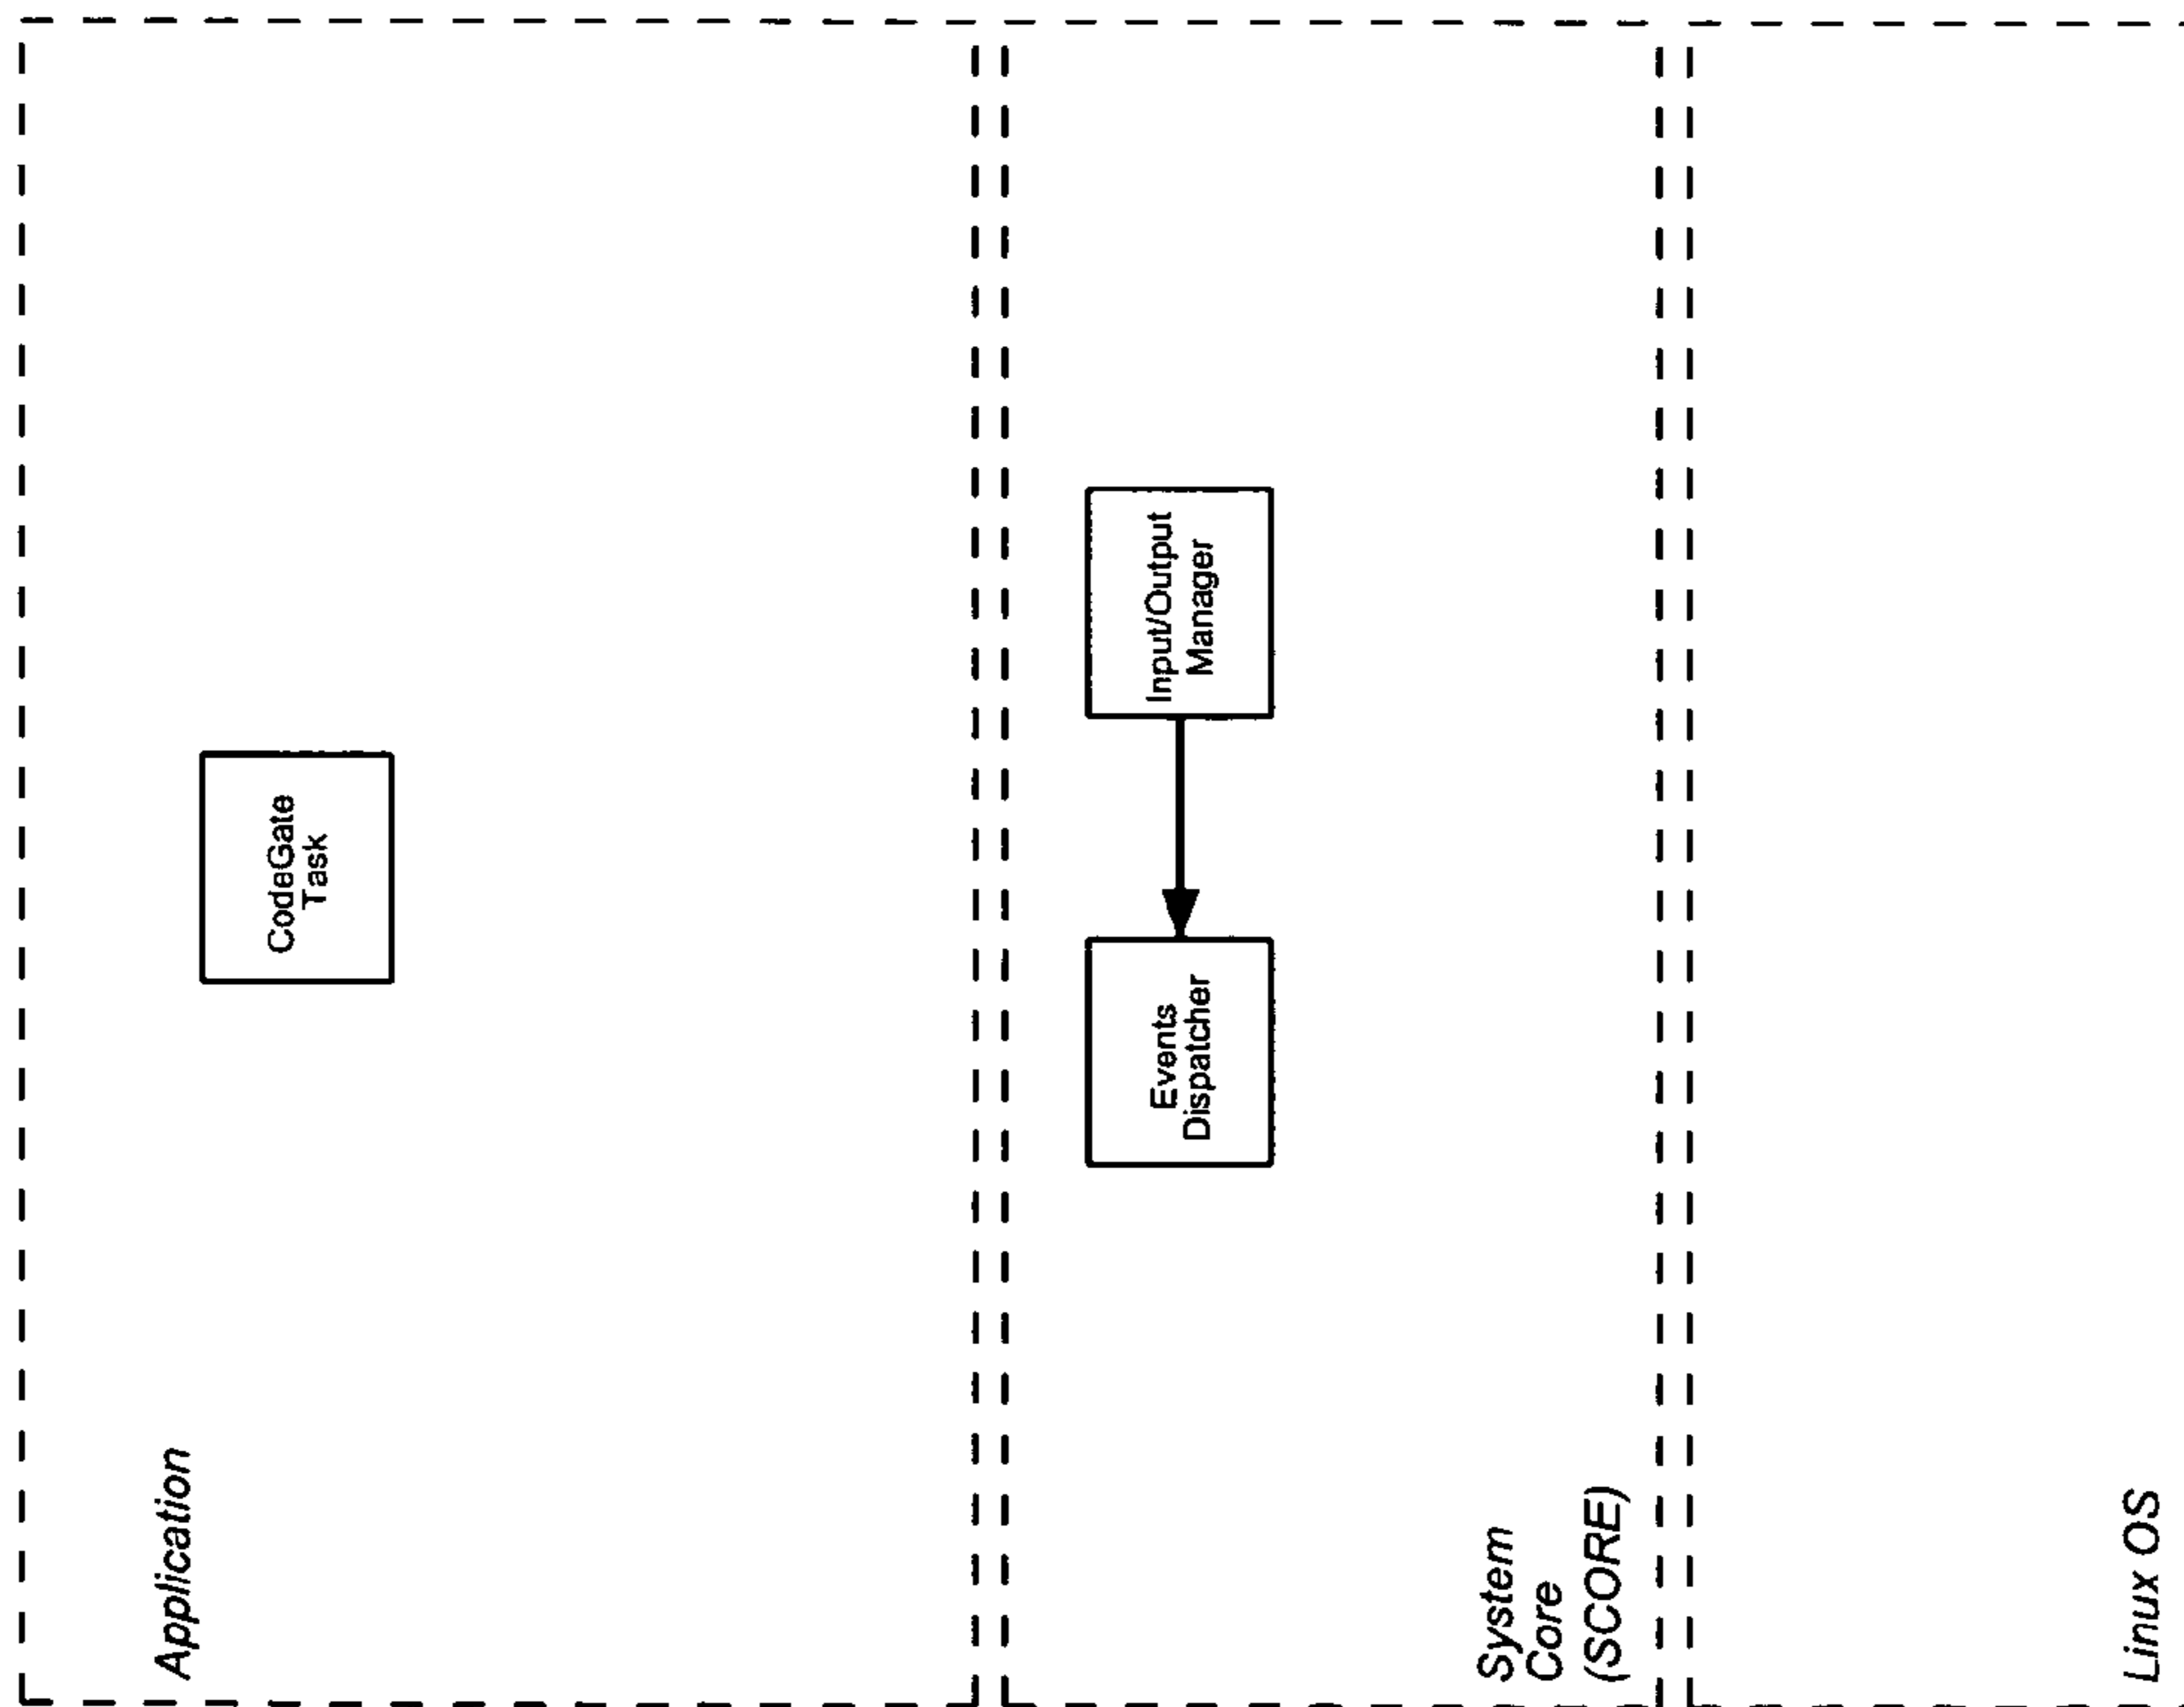 Application
CodeGate
Task
Events
Dispatcher
Input/Output
Manager
System
Core
(SCORE)
Linux OS